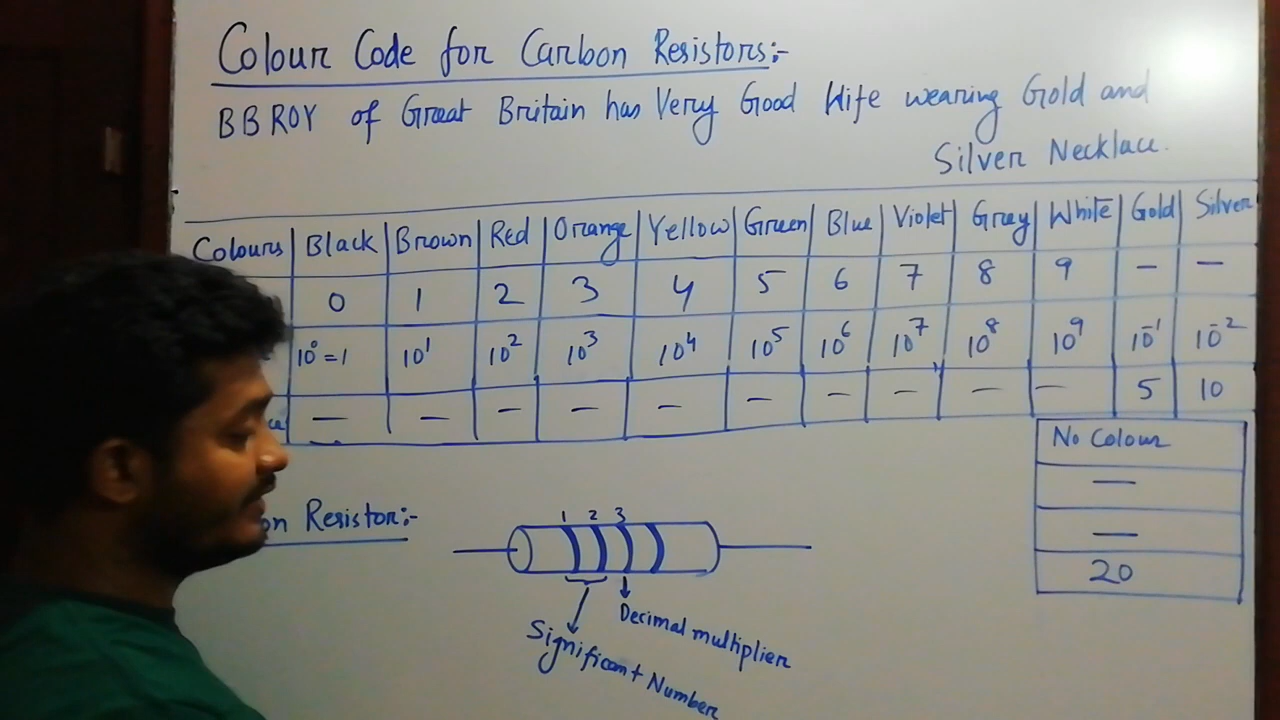 Colour Code for Carbon Resistors:-
BBROY of Great Britain has Very Good Wife wearing Gold and
Silver Necklace.
Colours Black Brown Red Orange Yellow Green Blue Violet Gray White Gold Silver
0 1 2 3 4 5 6 7 8 9 — —
10⁰=1 10¹ 10² 10³ 10⁴ 10⁵ 10⁶ 10⁷ 10⁸ 10⁹ 10⁻¹ 10⁻²
— — — — — — — — — — 5 10
No Colour
—
—
20
Resistor:-
1 2 3
Decimal multiplier
Significant Number